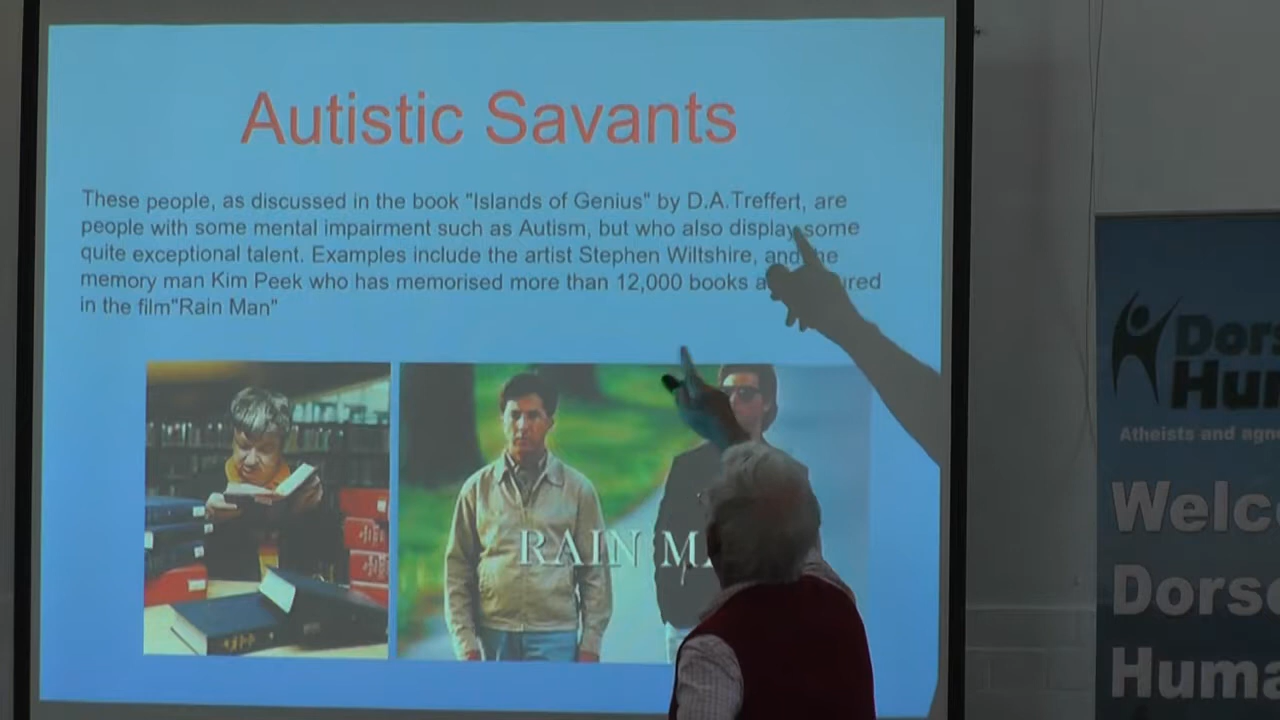 Autistic Savants
These people, as discussed in the book "Islands of Genius" by D.A.Treffert, are
people with some mental impairment such as Autism, but who also display some
quite exceptional talent. Examples include the artist Stephen Wiltshire, and he
memory man Kim Peek who has memorised more than 12,000 books a ured
in the film"Rain Man"
RAIN M
Dors
Hu
Atheists and agn
Welc
Dors
Huma